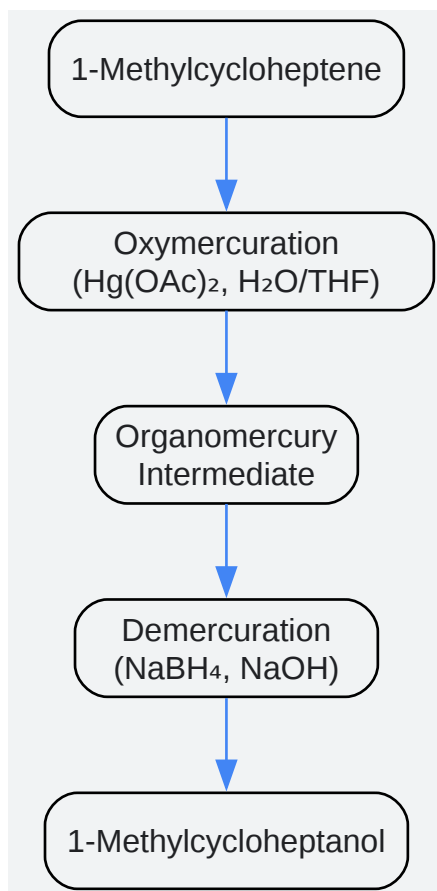 1-Methylcycloheptene
Oxymercuration
(Hg(OAc)₂, H₂O/THF)
Organomercury
Intermediate
Demercuration
(NaBH₄, NaOH)
1-Methylcycloheptanol